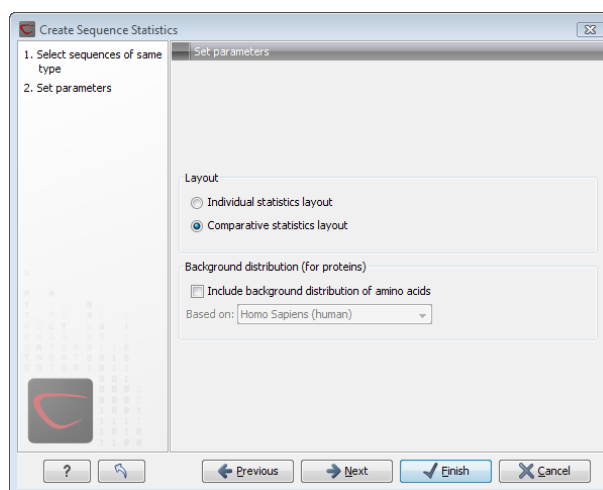 Create Sequence Statistics
1. Select sequences of same
type
2. Set parameters
Set parameters
Layout
Individual statistics layout
Comparative statistics layout
Background distribution (for proteins)
Include background distribution of amino acids
Based on: Homo Sapiens (human)
? Previous Next Finish Cancel